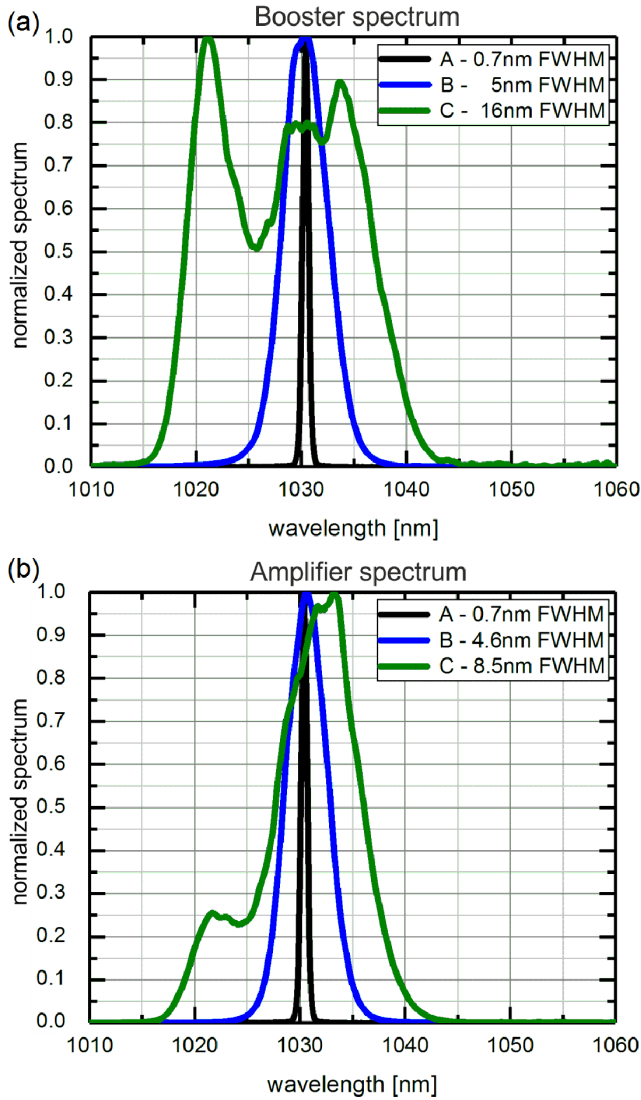 (a)
Booster spectrum
A - 0.7nm FWHM
B - 5nm FWHM
C - 16nm FWHM
normalized spectrum
1.0
0.9
0.8
0.7
0.6
0.5
0.4
0.3
0.2
0.1
0.0
1010 1020 1030 1040 1050 1060
wavelength [nm]
(b)
Amplifier spectrum
A - 0.7nm FWHM
B - 4.6nm FWHM
C - 8.5nm FWHM
normalized spectrum
1.0
0.9
0.8
0.7
0.6
0.5
0.4
0.3
0.2
0.1
0.0
1010 1020 1030 1040 1050 1060
wavelength [nm]